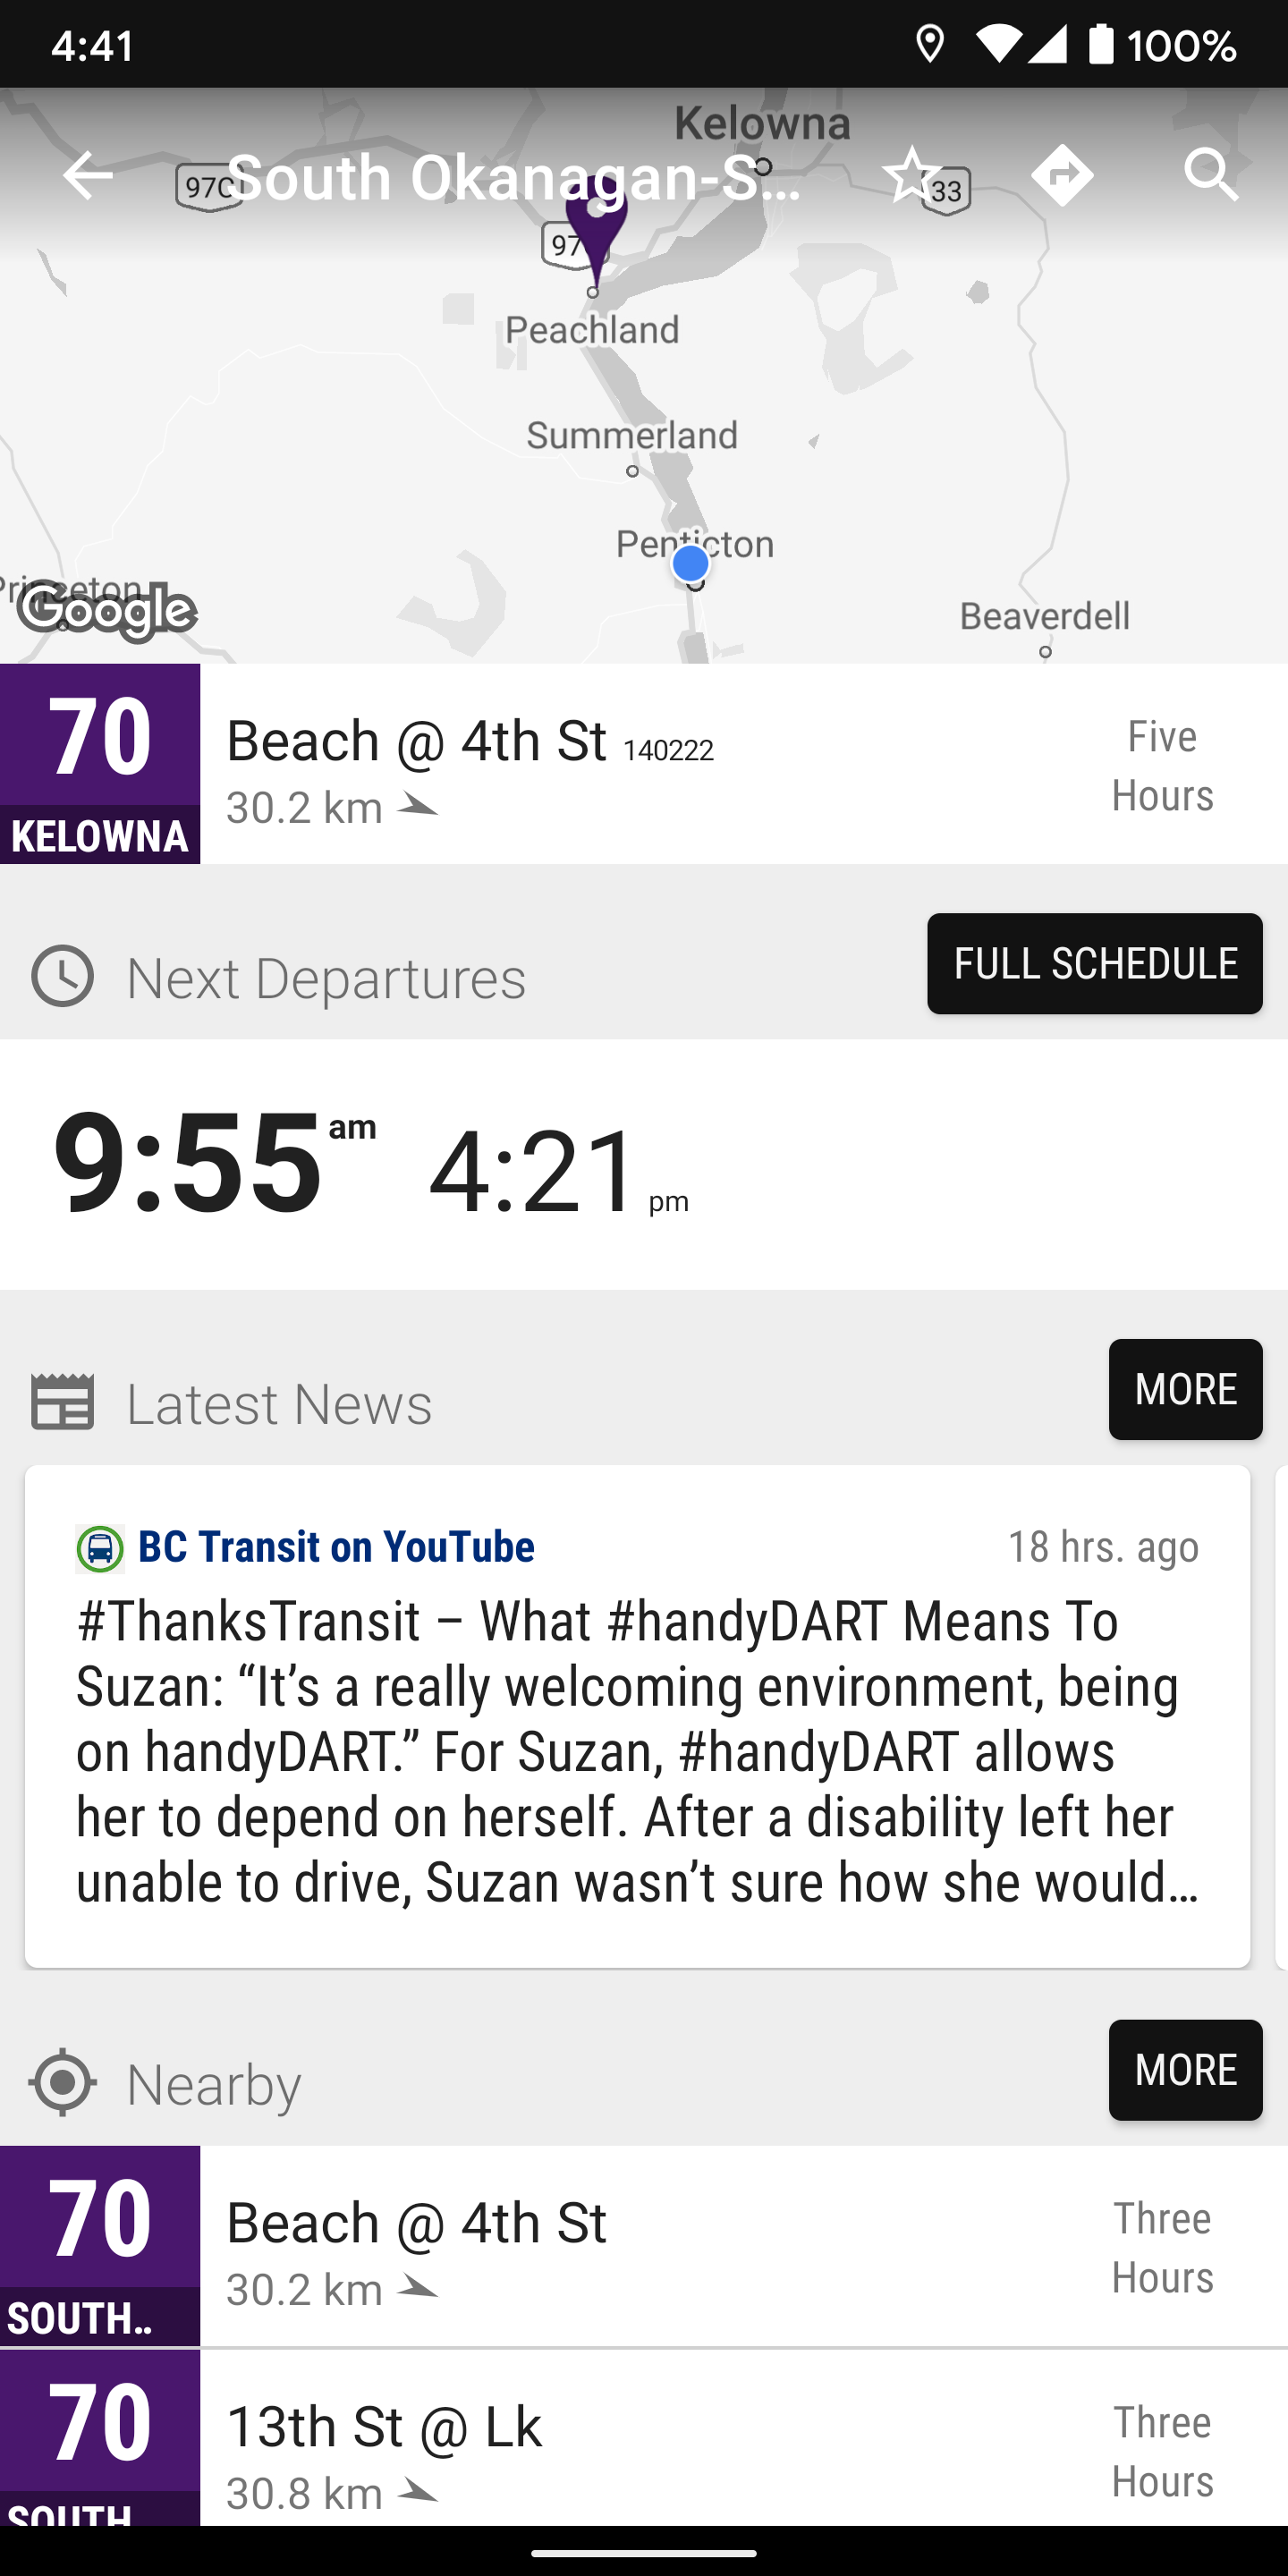 4:41
100%
Kelowna
97C
South Okanagan-S...
33
97
Peachland
Summerland
Penticton
Princeton
Google
Beaverdell
70
KELOWNA
Beach @ 4th St 140222
30.2 km
Five
Hours
Next Departures
FULL SCHEDULE
9:55 am 4:21 pm
Latest News
MORE
BC Transit on YouTube
18 hrs. ago
#ThanksTransit – What #handyDART Means To
Suzan: “It’s a really welcoming environment, being
on handyDART.” For Suzan, #handyDART allows
her to depend on herself. After a disability left her
unable to drive, Suzan wasn’t sure how she would...
Nearby
MORE
70
SOUTH..
Beach @ 4th St
30.2 km
Three
Hours
70
SOUTH
13th St @ Lk
30.8 km
Three
Hours